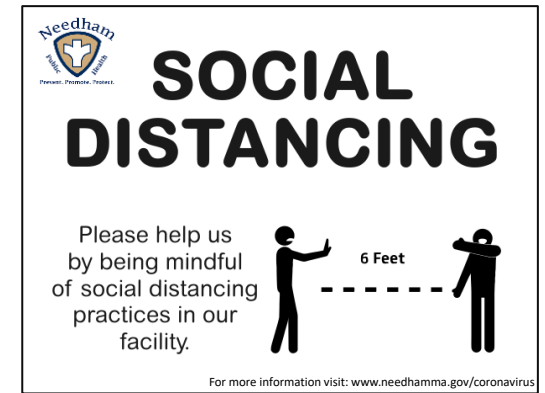 Needham
Public Health
Prevent. Promote. Protect.
SOCIAL
DISTANCING
Please help us
by being mindful
of social distancing
practices in our
facility.
6 Feet
For more information visit: www.needhamma.gov/coronavirus